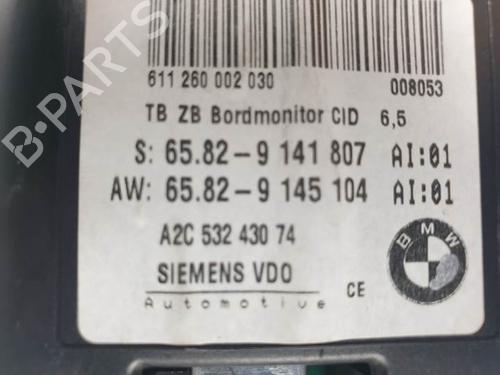 B-PARTS
611 260 002 030 008053
TB ZB Bordmonitor CID 6,5
S: 65.82-9 141 807 AI:01
AW: 65.82-9 145 104 AI:01
A2C 532 430 74
BMW
SIEMENS VDO
Automotive CE